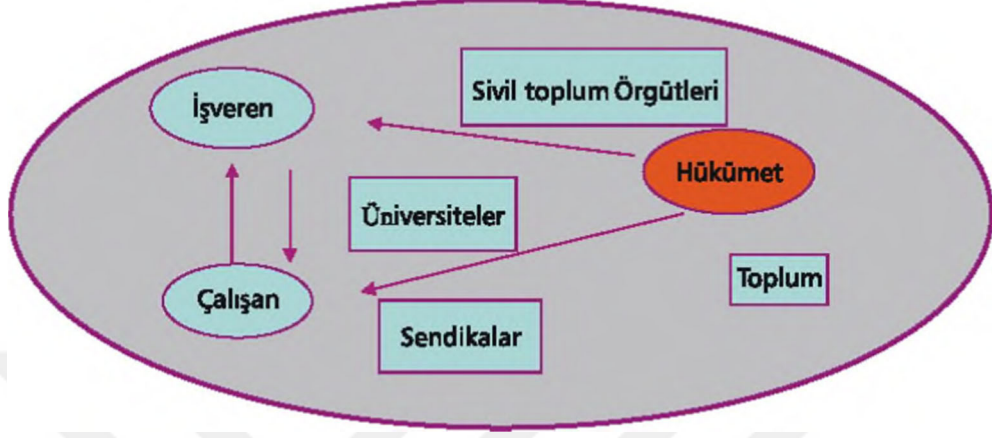 Sivil toplum Örgütleri
İşveren
Hükümet
Üniversiteler
Toplum
Çalışan
Sendikalar